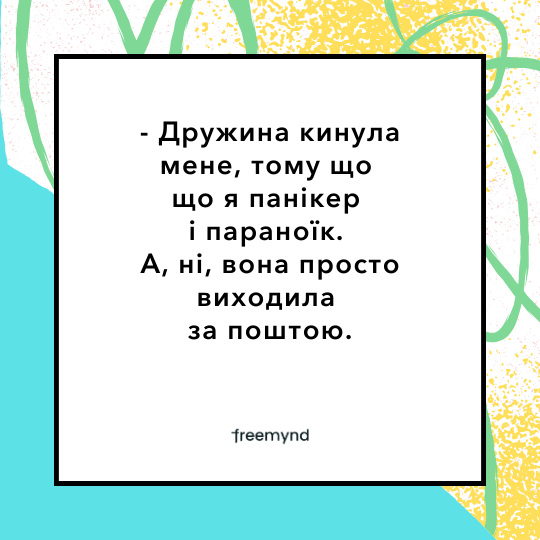 - Дружина кинула
мене, тому що
що я панікер
і параноїк.
А, ні, вона просто
виходила
за поштою.
freemynd